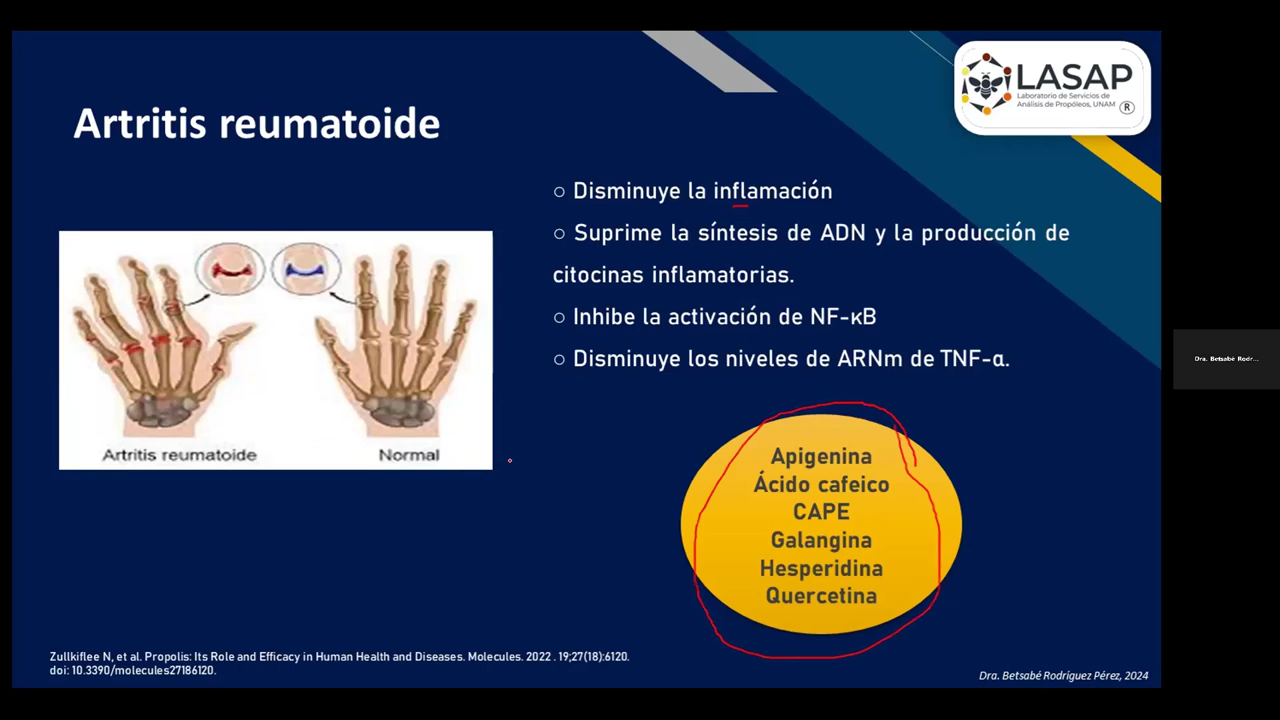 LASAP
Laboratorio de Servicios de
Análisis de Propóleos, UNAM
®
Artritis reumatoide
○ Disminuye la inflamación
○ Suprime la síntesis de ADN y la producción de
citocinas inflamatorias.
○ Inhibe la activación de NF-κB
○ Disminuye los niveles de ARNm de TNF-α.
Artritis reumatoide
Normal
Apigenina
Ácido cafeico
CAPE
Galangina
Hesperidina
Quercetina
Zullkiflee N, et al. Propolis: Its Role and Efficacy in Human Health and Diseases. Molecules. 2022 . 19;27(18):6120.
doi: 10.3390/molecules27186120.
Dra. Betsabé Rodríguez Pérez, 2024
Dra. Betsabé Rodr...